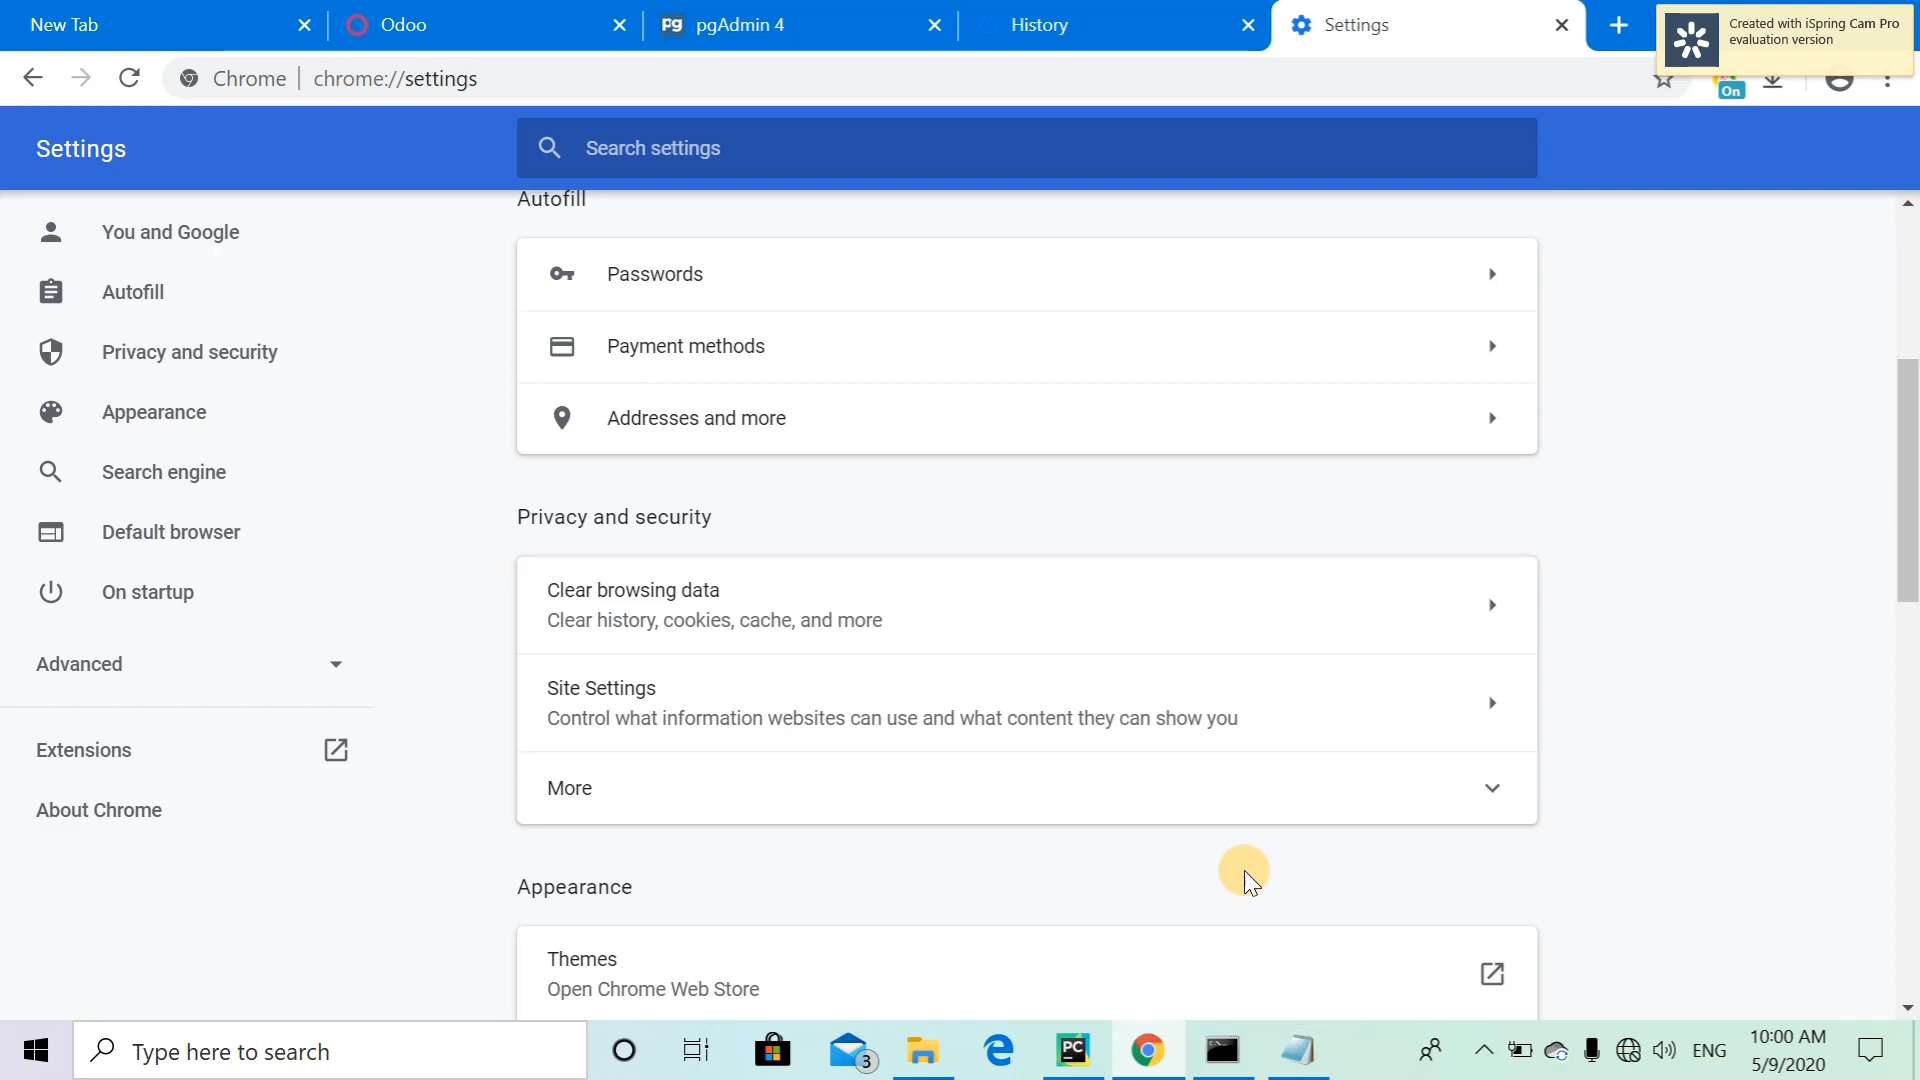 New Tab
Odoo
pgAdmin 4
History
Settings
Created with iSpring Cam Pro
evaluation version
Chrome
chrome://settings
On
Settings
Search settings
You and Google
Autofill
Privacy and security
Appearance
Search engine
Default browser
On startup
Advanced
Extensions
About Chrome
Autofill
Passwords
Payment methods
Addresses and more
Privacy and security
Clear browsing data
Clear history, cookies, cache, and more
Site Settings
Control what information websites can use and what content they can show you
More
Appearance
Themes
Open Chrome Web Store
Type here to search
3
PC
ENG
10:00 AM
5/9/2020